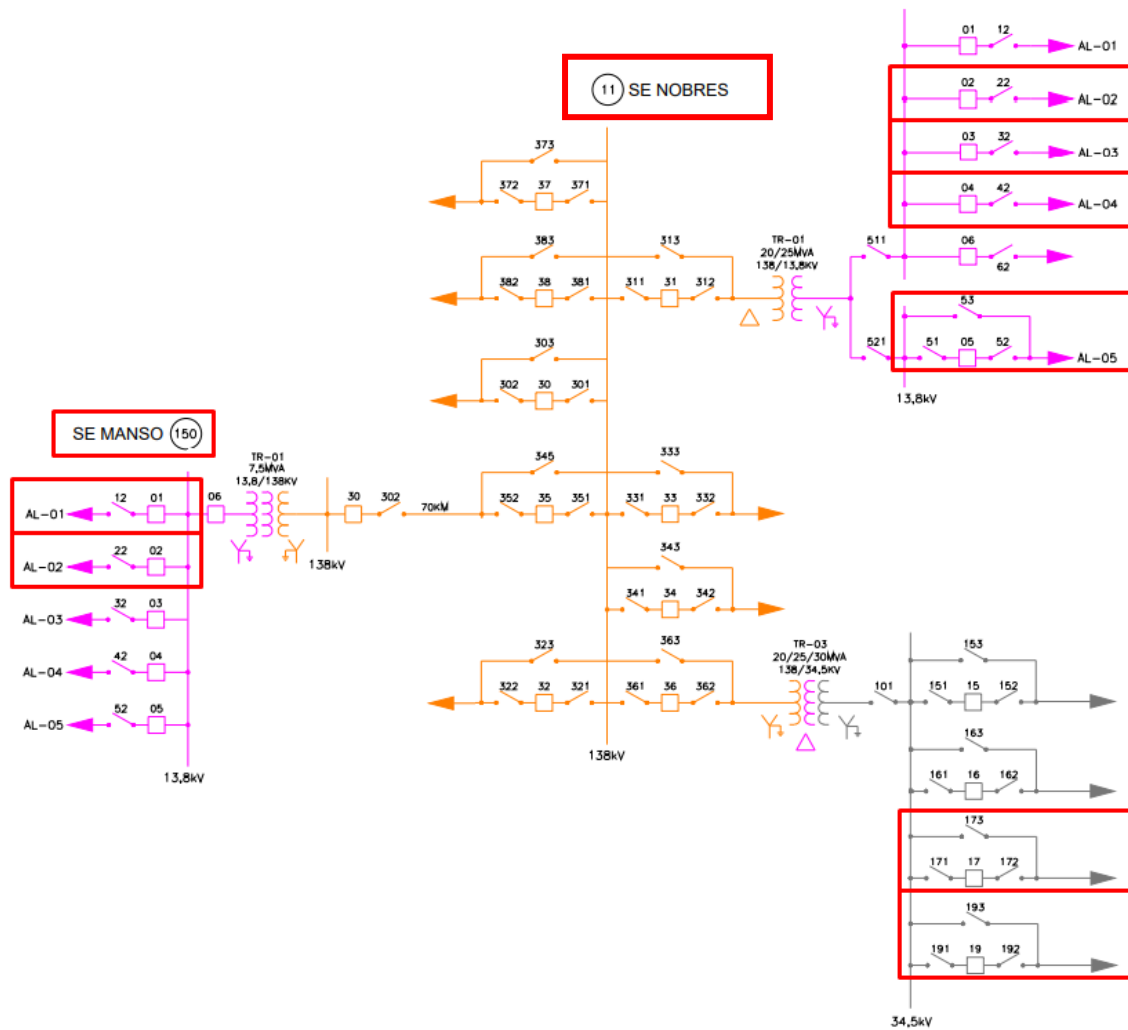 01 12
AL-01
11 SE NOBRES
02 22
AL-02
03 32
AL-03
373
372 37 371
04 42
AL-04
383
313
TR-01
20/25MVA
138/13,8KV
511
06
62
382 38 381
311 31 312
53
303
521
51 05 52
AL-05
302 30 301
13,8kV
SE MANSO 150
TR-01
7,5MVA
13,8/138KV
345
333
AL-01
12 01
06
30 302
70KM
352 35 351
331 33 332
AL-02
22 02
138kV
343
AL-03
32 03
341 34 342
AL-04
42 04
323
363
TR-03
20/25/30MVA
138/34,5KV
153
322 32 321
361 36 362
101
151 15 152
AL-05
52 05
163
138kV
13,8kV
161 16 162
173
171 17 172
193
191 19 192
34,5kV